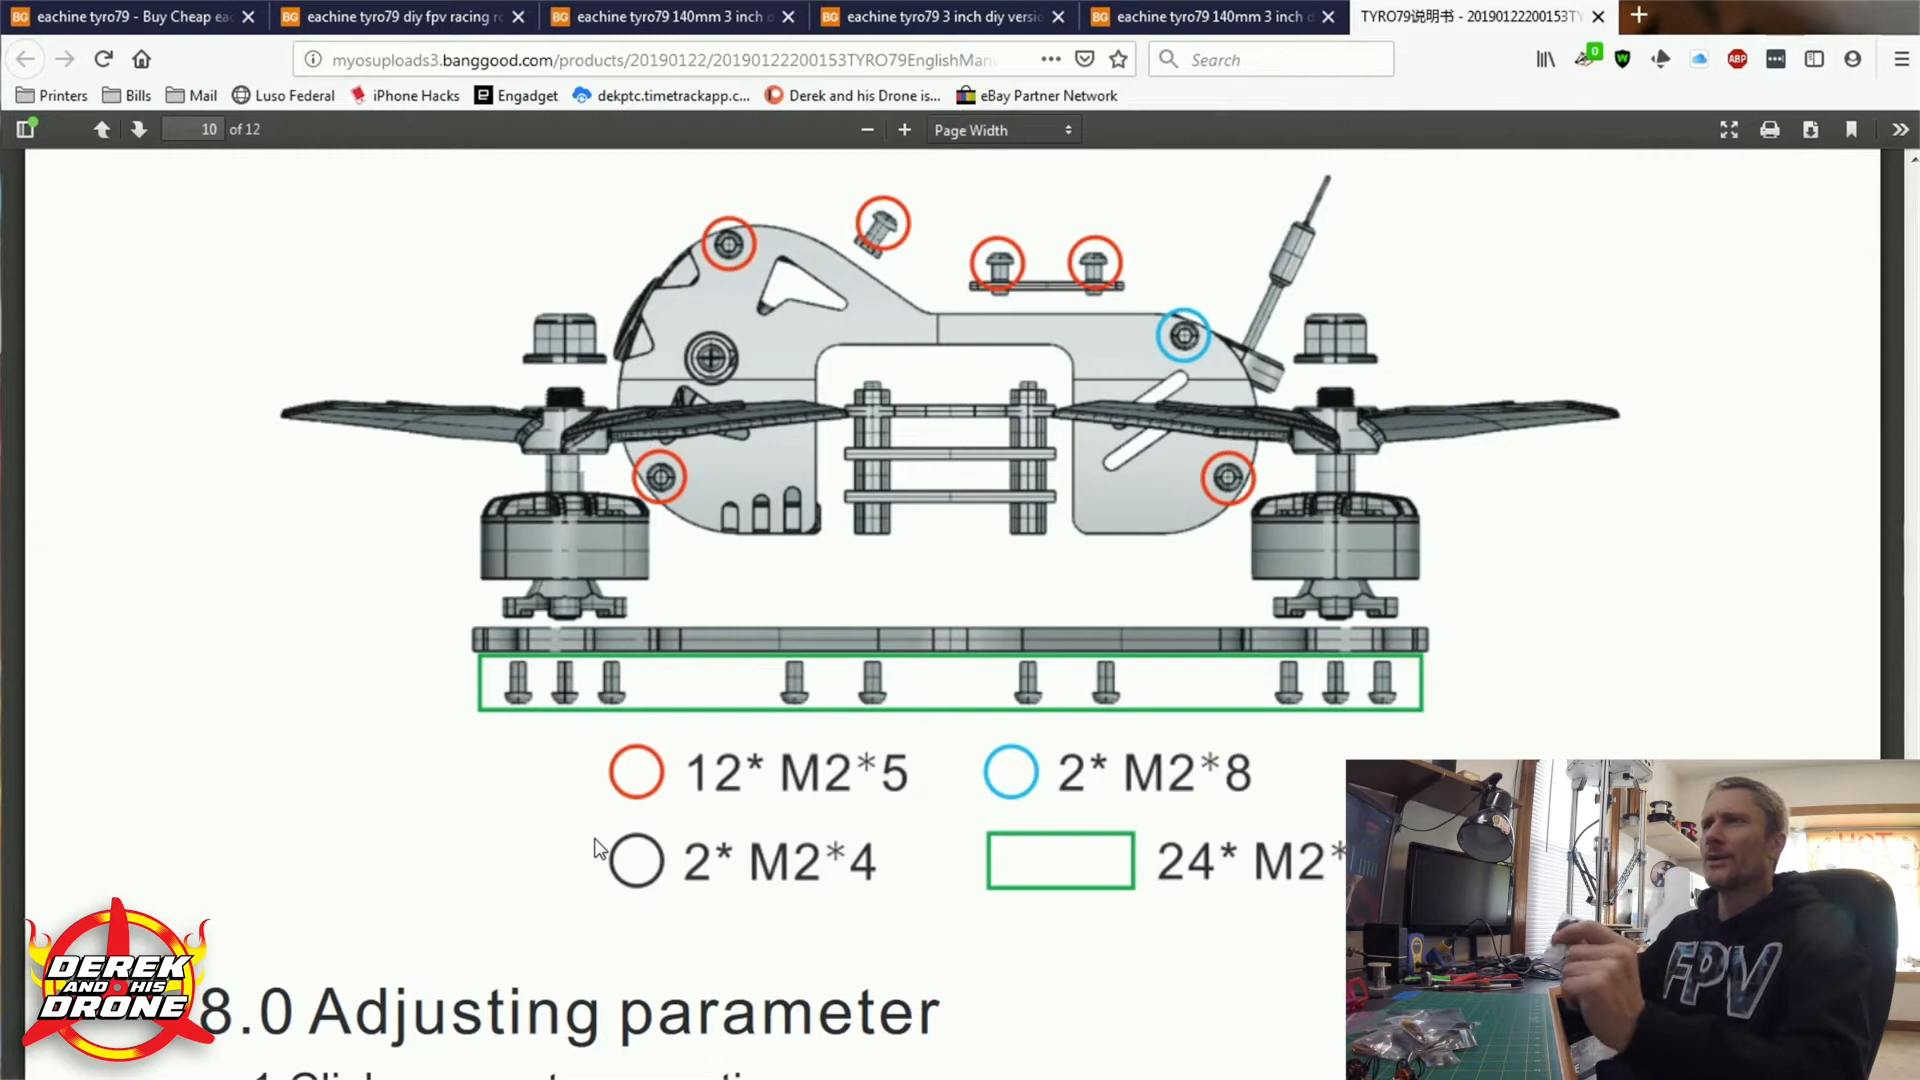 eachine tyro79 - Buy Cheap ea
eachine tyro79 diy fpv racing r
eachine tyro79 140mm 3 inch
eachine tyro79 3 inch diy versi
eachine tyro79 140mm 3 inch
TYRO79说明书 - 20190122200153TY
myosuploads3.banggood.com/products/20190122/20190122200153TYRO79EnglishMan
Search
0
ABP
Printers
Bills
Mail
Luso Federal
iPhone Hacks
Engadget
dekptc.timetrackapp.c...
Derek and his Drone is...
eBay Partner Network
10 of 12
Page Width
12* M2*5
2* M2*8
2* M2*4
24* M2*
8.0 Adjusting parameter
DEREK
AND HIS
DRONE
FPV
HOT